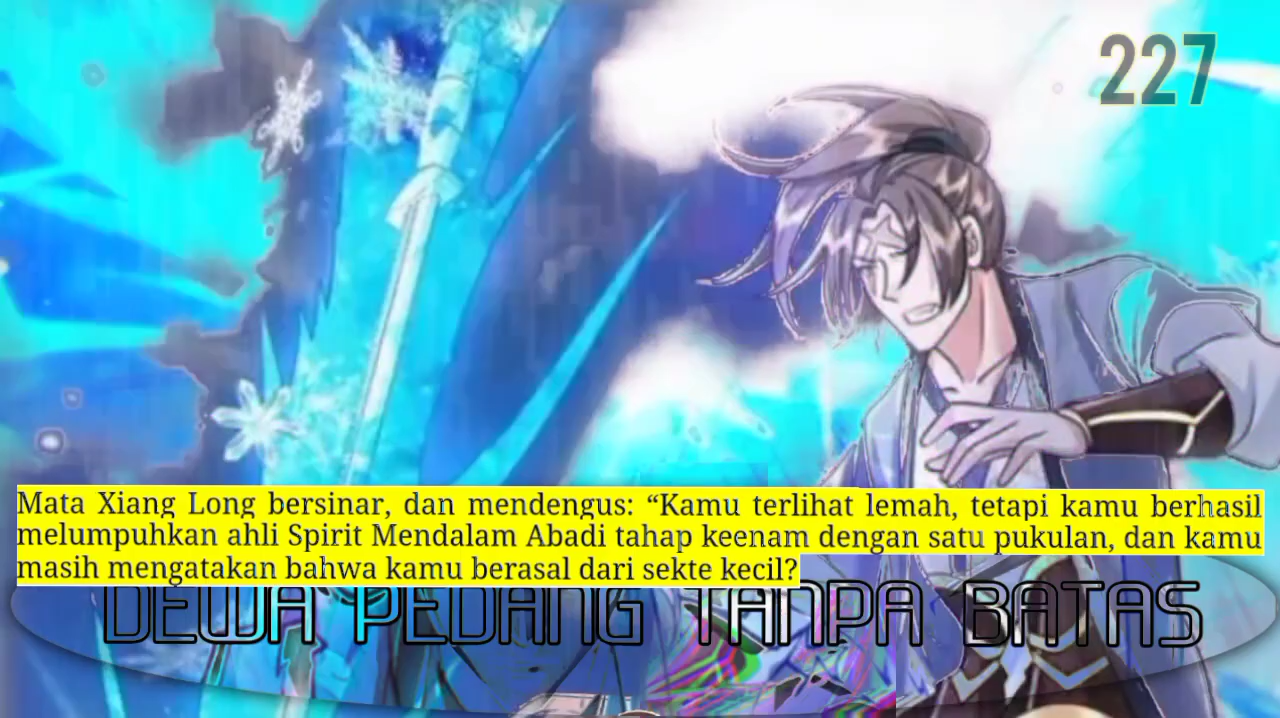 227
Mata Xiang Long bersinar, dan mendengus: “Kamu terlihat lemah, tetapi kamu berhasil
melumpuhkan ahli Spirit Mendalam Abadi tahap keenam dengan satu pukulan, dan kamu
masih mengatakan bahwa kamu berasal dari sekte kecil?
DEWA PEDANG TANPA BATAS